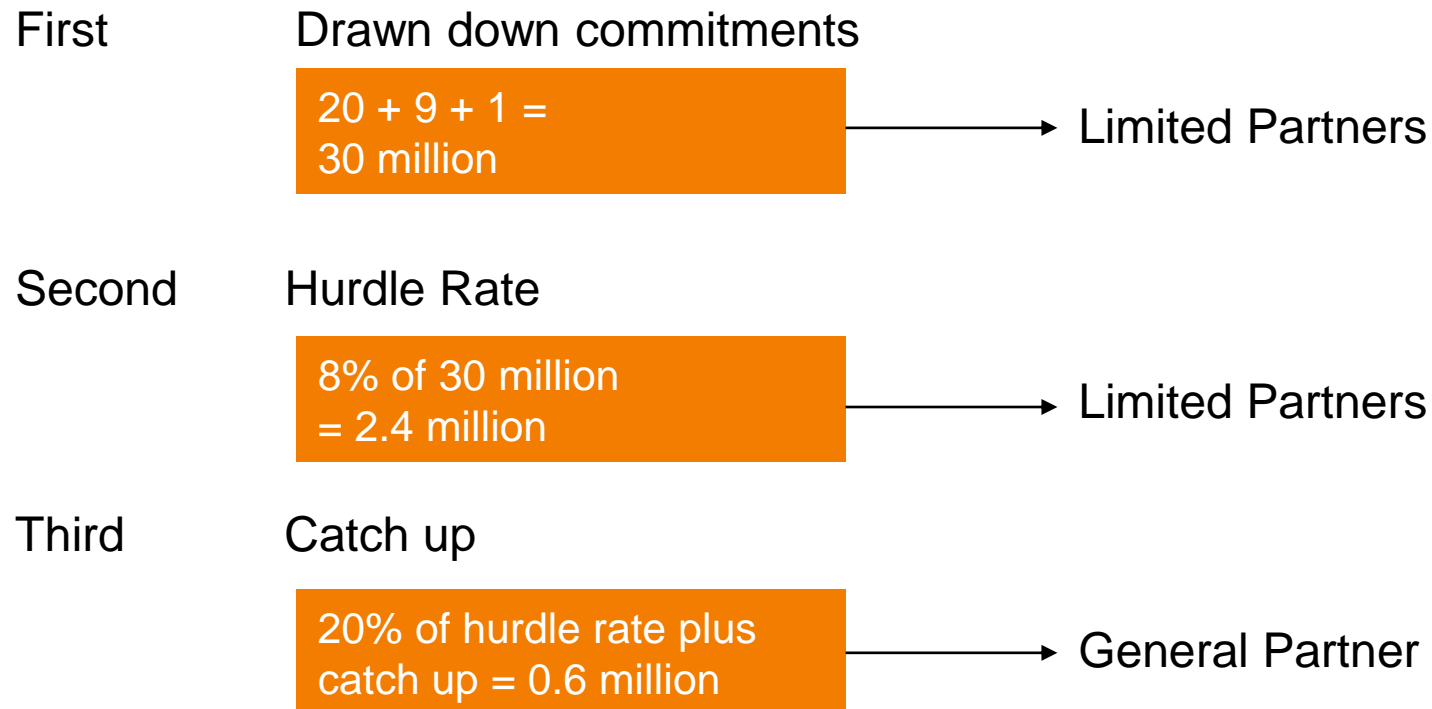 First Drawn down commitments
20 + 9 + 1 =
30 million
Limited Partners
Second Hurdle Rate
8% of 30 million
= 2.4 million
Limited Partners
Third Catch up
20% of hurdle rate plus
catch up = 0.6 million
General Partner